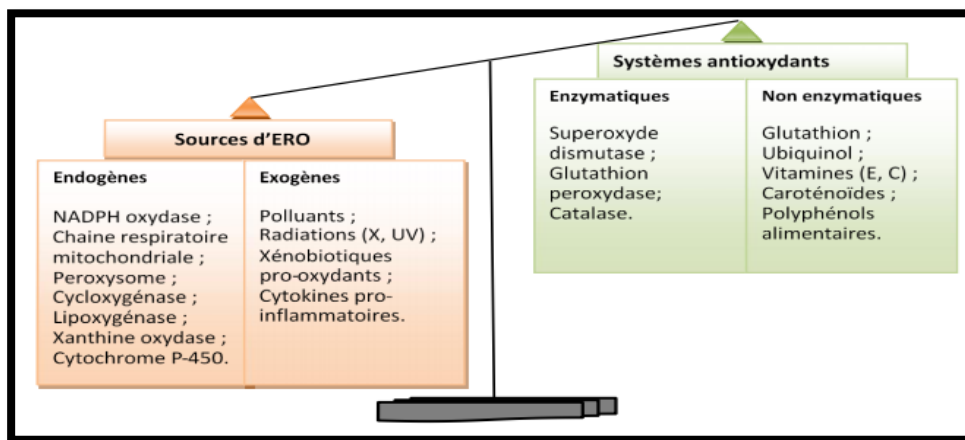 Systèmes antioxydants
Enzymatiques
Superoxyde
dismutase ;
Glutathion
peroxydase;
Catalase.
Non enzymatiques
Glutathion ;
Ubiquinol ;
Vitamines (E, C) ;
Caroténoïdes ;
Polyphénols
alimentaires.
Sources d’ERO
Endogènes
NADPH oxydase ;
Chaine respiratoire
mitochondriale ;
Peroxysome ;
Cycloxygénase ;
Lipoxygénase ;
Xanthine oxydase ;
Cytochrome P-450.
Exogènes
Polluants ;
Radiations (X, UV) ;
Xénobiotiques
pro-oxydants ;
Cytokines pro-
inflammatoires.